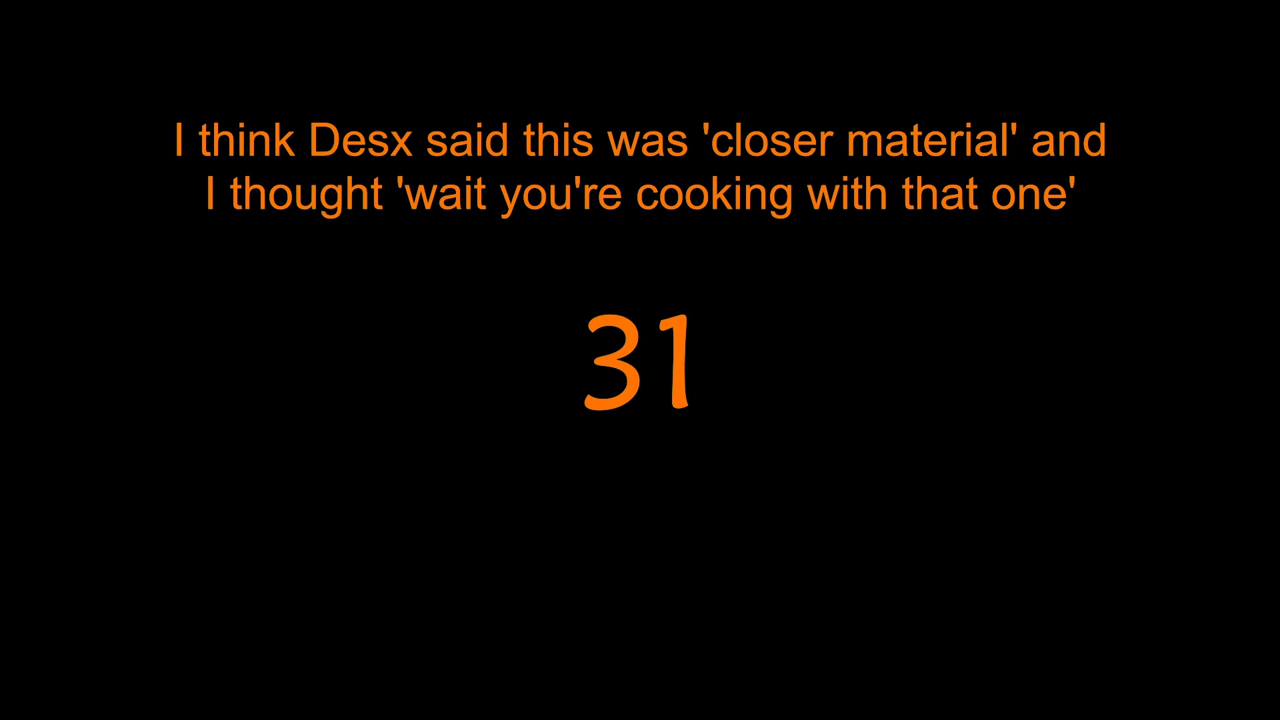 I think Desx said this was 'closer material' and
I thought 'wait you're cooking with that one'
31